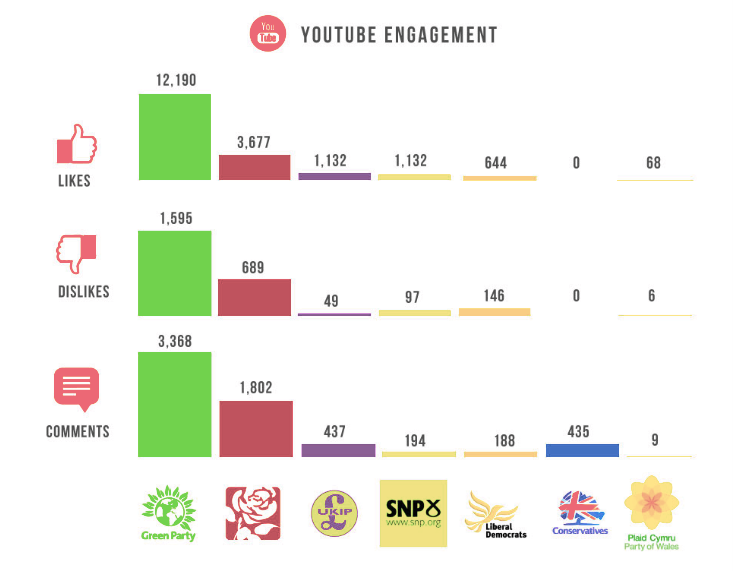 You
Tube
YOUTUBE ENGAGEMENT
12,190
3,677
1,132
1,132
644
0
68
LIKES
1,595
689
49
97
146
0
6
DISLIKES
3,368
1,802
437
194
188
435
9
COMMENTS
Green Party
£
UKIP
SNP
www.snp.org
Liberal
Democrats
Conservatives
Plaid Cymru
Party of Wales